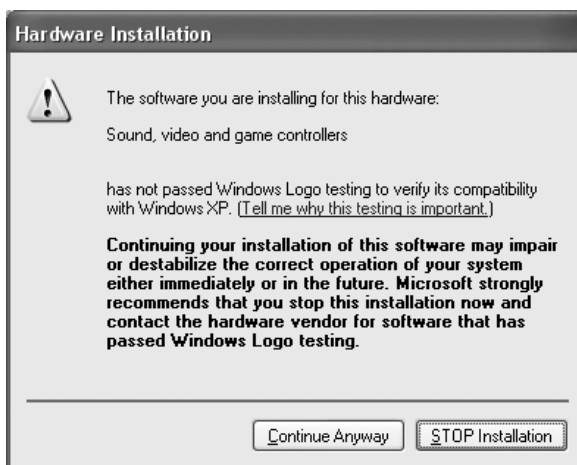 Hardware Installation
The software you are installing for this hardware:
Sound, video and game controllers
has not passed Windows Logo testing to verify its compatibility
with Windows XP. (Tell me why this testing is important.)
Continuing your installation of this software may impair
or destabilize the correct operation of your system
either immediately or in the future. Microsoft strongly
recommends that you stop this installation now and
contact the hardware vendor for software that has
passed Windows Logo testing.
Continue Anyway
STOP Installation